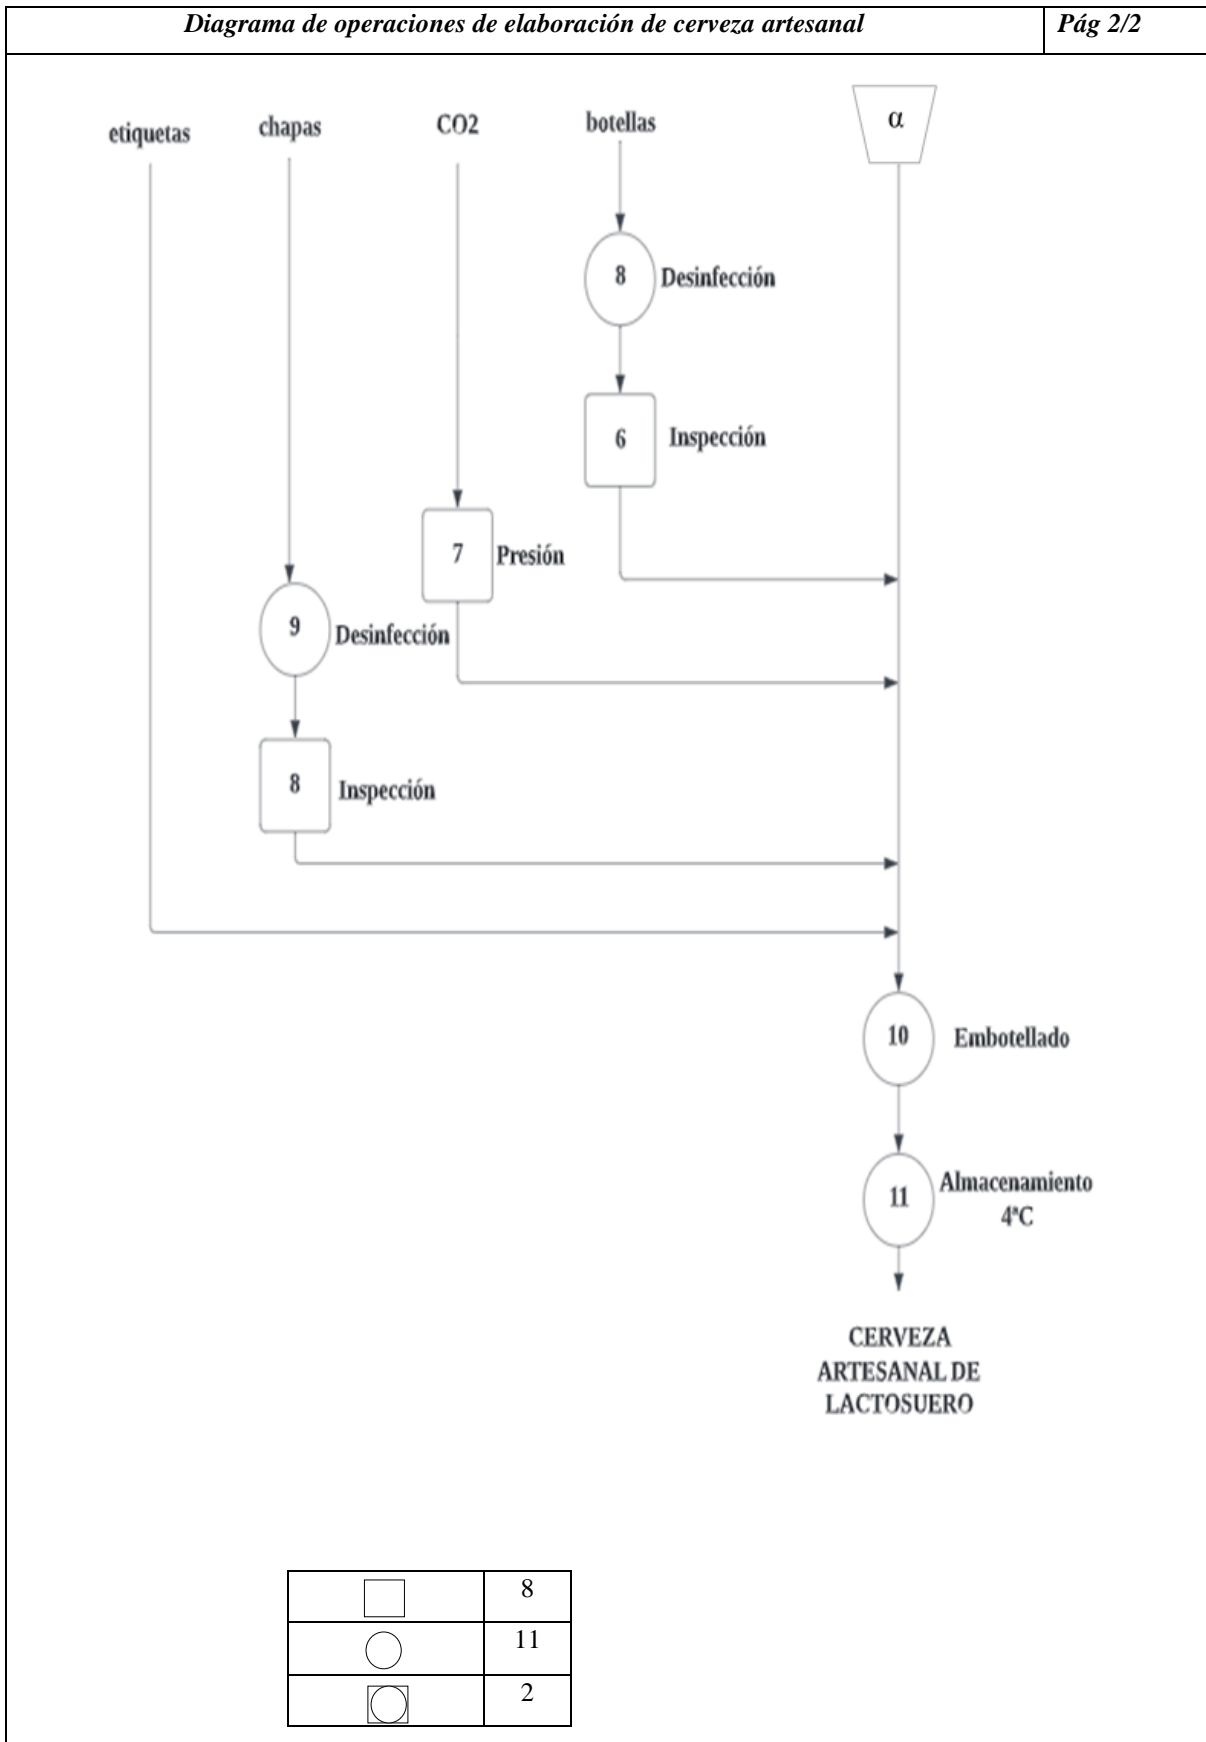 Diagrama de operaciones de elaboración de cerveza artesanal
Pág 2/2
etiquetas
chapas
CO2
botellas
α
8
Desinfección
6
Inspección
7
Presión
9
Desinfección
8
Inspección
10
Embotellado
11
Almacenamiento
4ªC
CERVEZA
ARTESANAL DE
LACTOSUERO
8
11
2